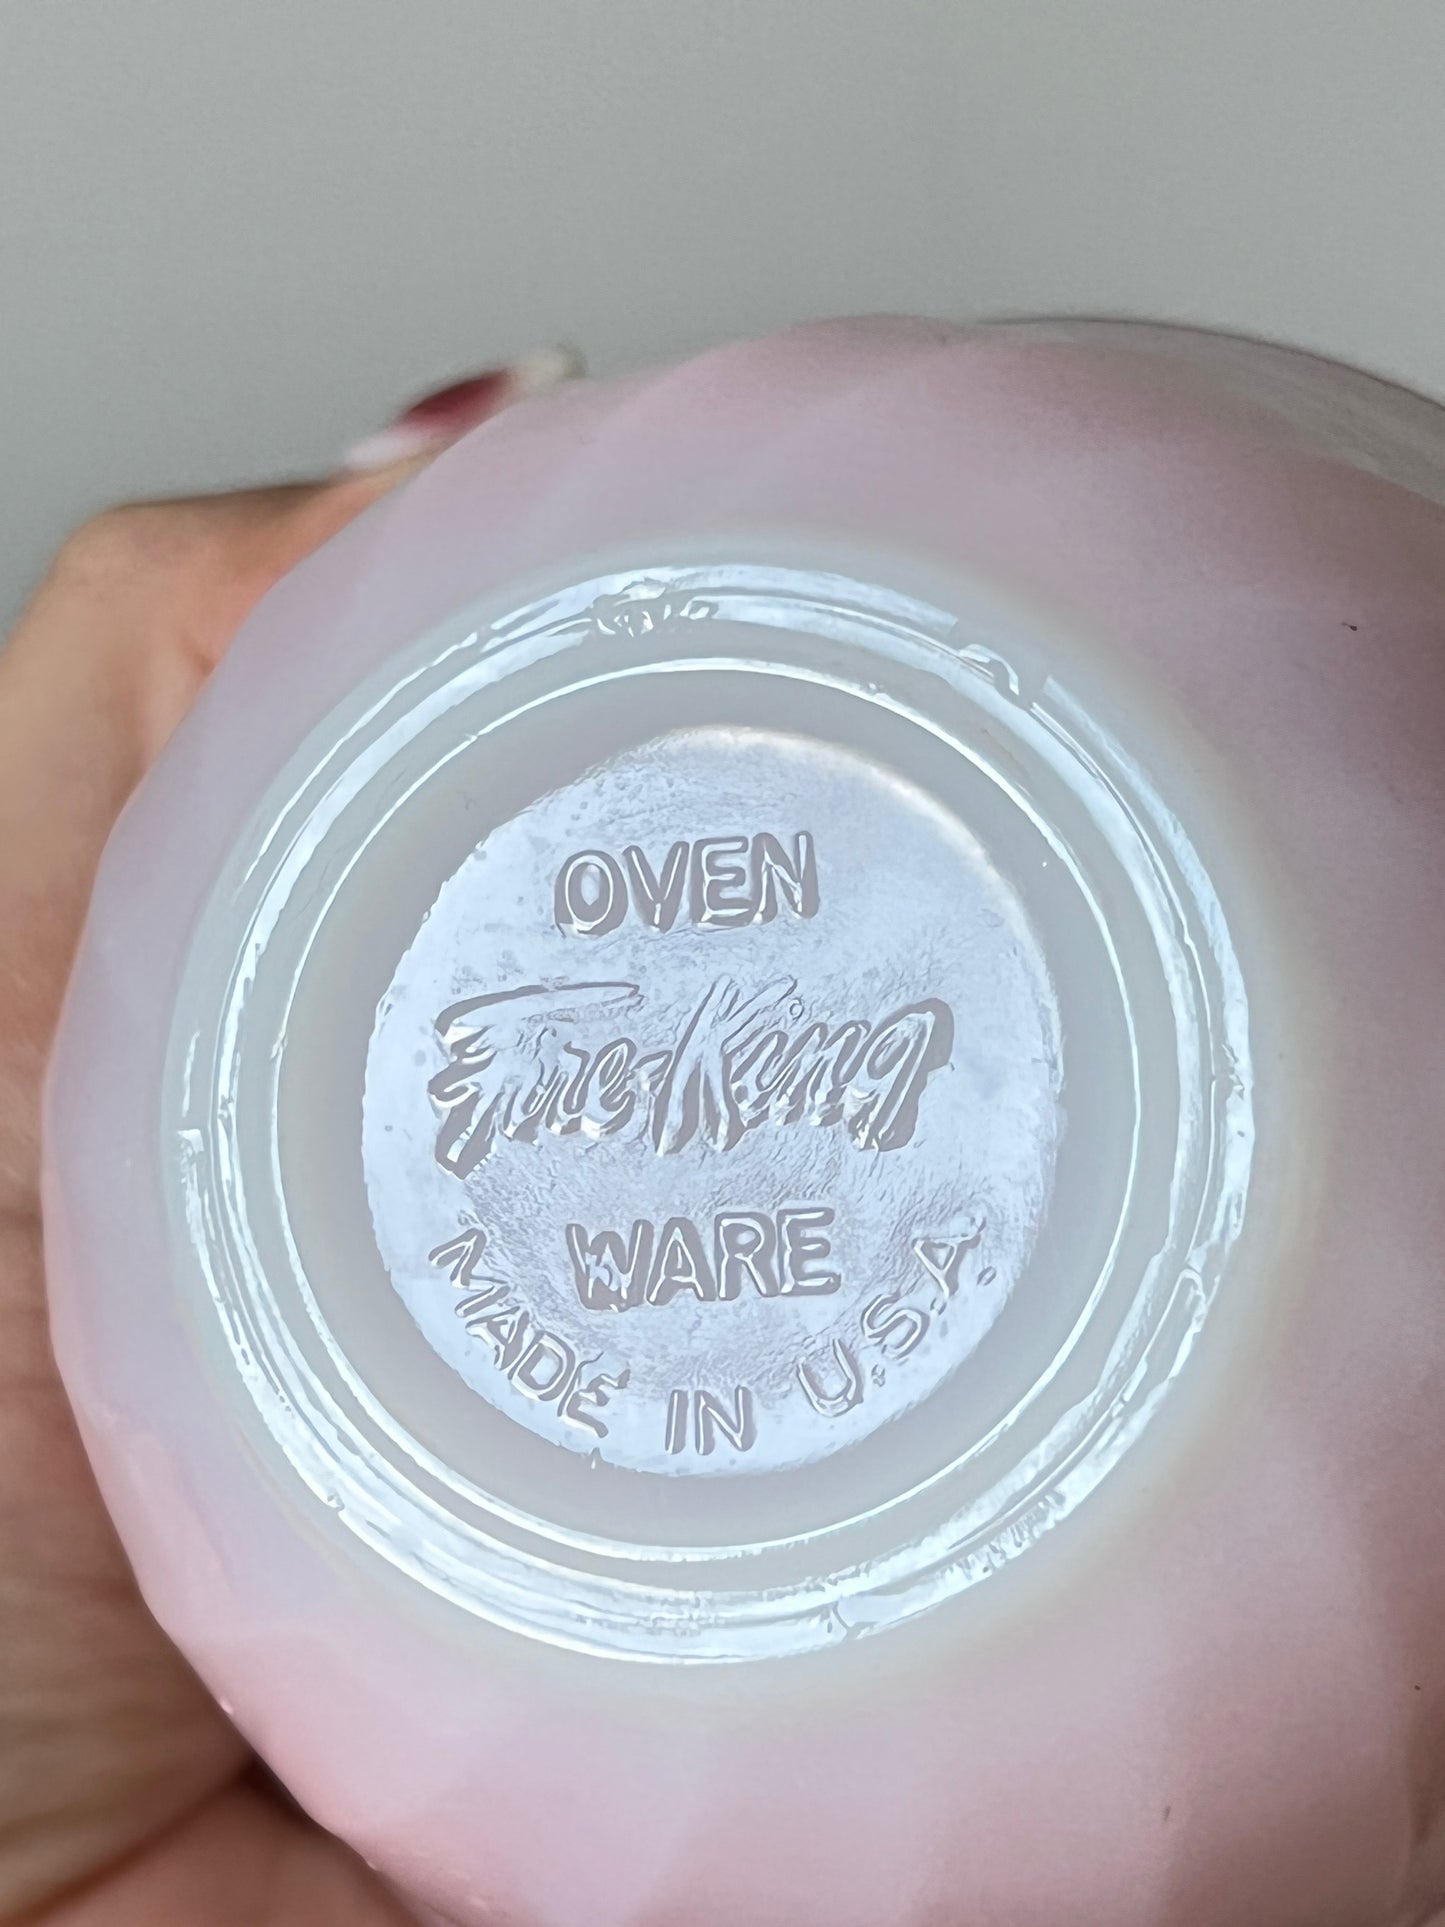 OVEN
Fire-King
WARE
MADE IN U.S.A.